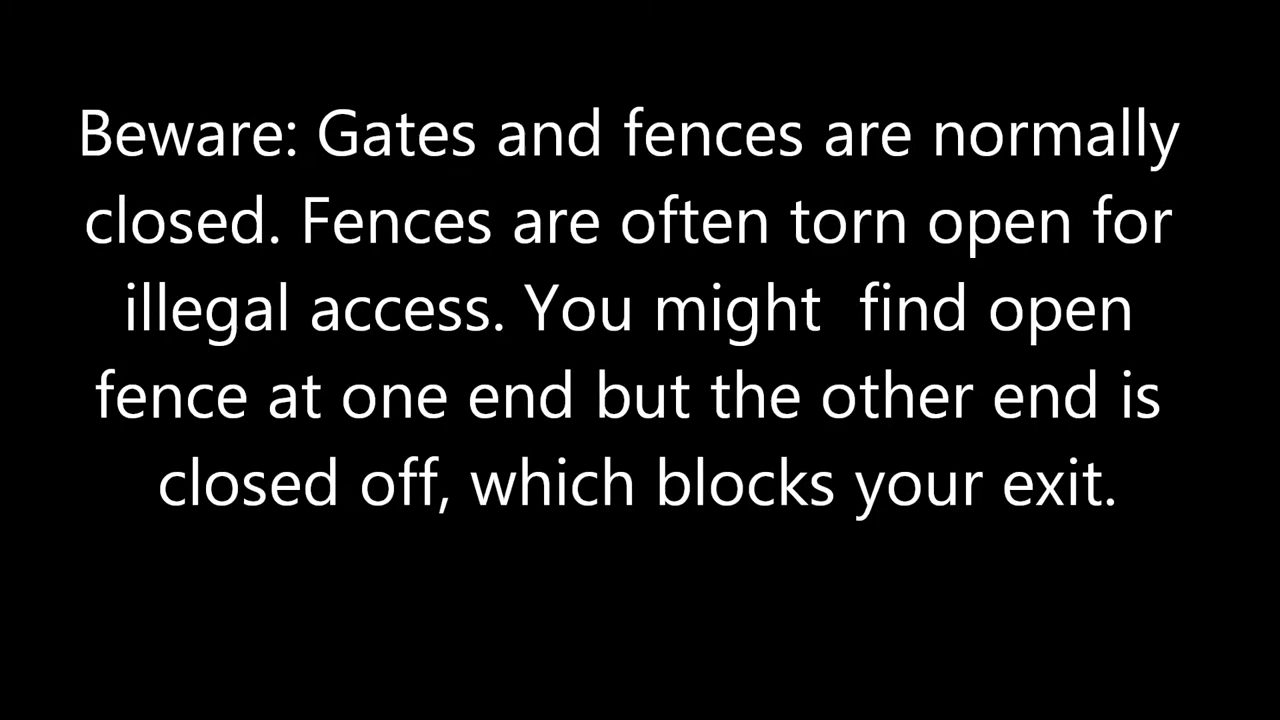 Beware: Gates and fences are normally
closed. Fences are often torn open for
illegal access. You might  find open
fence at one end but the other end is
closed off, which blocks your exit.